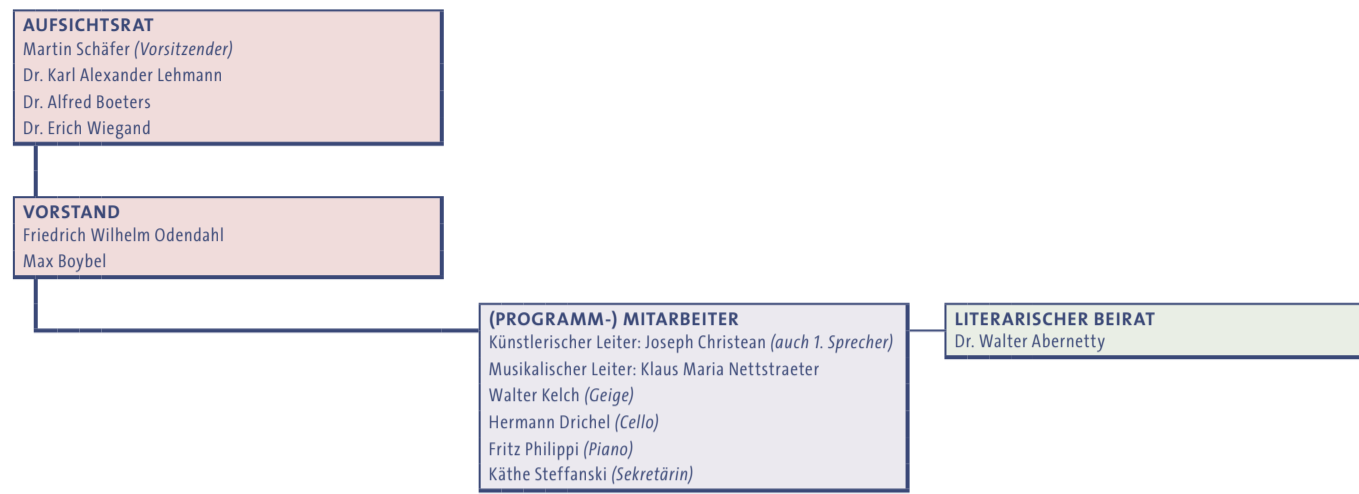 AUFSICHTSRAT
Martin Schäfer (Vorsitzender)
Dr. Karl Alexander Lehmann
Dr. Alfred Boeters
Dr. Erich Wiegand
VORSTAND
Friedrich Wilhelm Odendahl
Max Boybel
(PROGRAMM-) MITARBEITER
Künstlerischer Leiter: Joseph Christean (auch 1. Sprecher)
Musikalischer Leiter: Klaus Maria Nettstraeter
Walter Kelch (Geige)
Hermann Drichel (Cello)
Fritz Philippi (Piano)
Käthe Steffanski (Sekretärin)
LITERARISCHER BEIRAT
Dr. Walter Abernetty